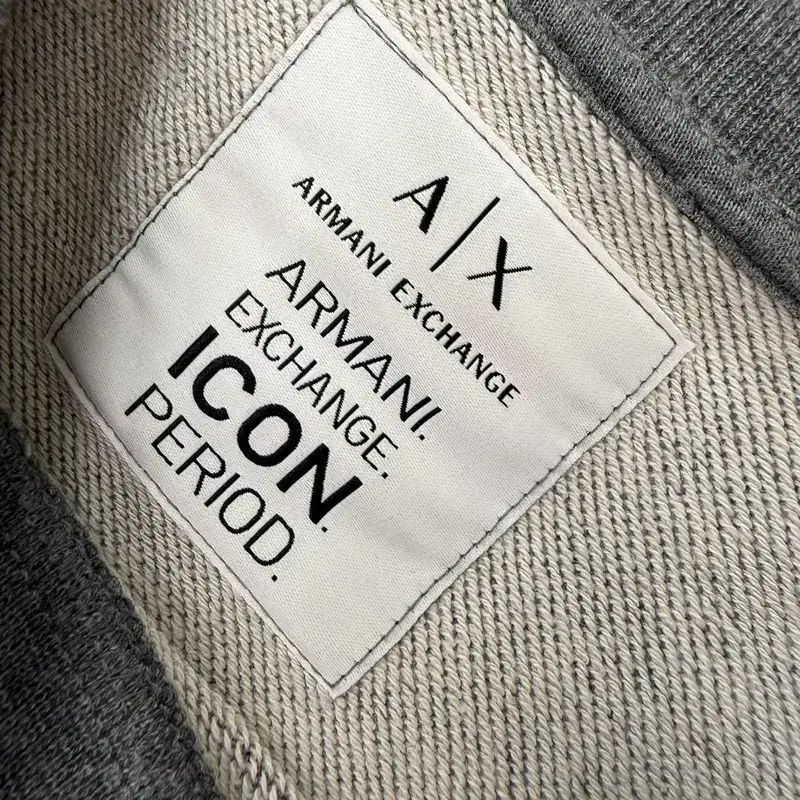 A|X
ARMANI EXCHANGE
ARMANI.
EXCHANGE.
ICON.
PERIOD.